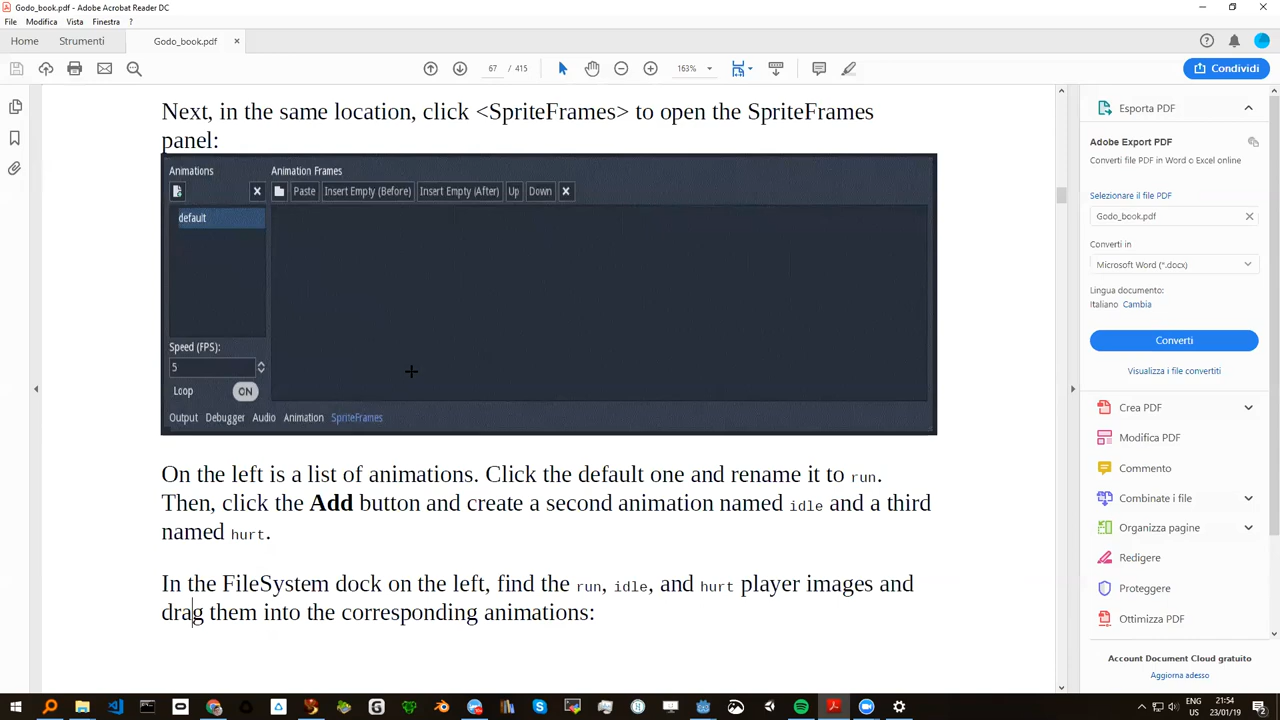 Godo_book.pdf - Adobe Acrobat Reader DC
File Modifica Vista Finestra ?
Home Strumenti Godo_book.pdf ×
67 / 415 163% Condividi
Next, in the same location, click <SpriteFrames> to open the SpriteFrames
panel:
Animations Animation Frames
Paste Insert Empty (Before) Insert Empty (After) Up Down
default
Speed (FPS):
5
Loop ON
Output Debugger Audio Animation SpriteFrames
On the left is a list of animations. Click the default one and rename it to run.
Then, click the Add button and create a second animation named idle and a third
named hurt.
In the FileSystem dock on the left, find the run, idle, and hurt player images and
drag them into the corresponding animations:
Esporta PDF
Adobe Export PDF
Converti file PDF in Word o Excel online
Selezionare il file PDF
Godo_book.pdf
Converti in
Microsoft Word (*.docx)
Lingua documento:
Italiano Cambia
Converti
Visualizza i file convertiti
Crea PDF
Modifica PDF
Commento
Combinate i file
Organizza pagine
Redigere
Proteggere
Ottimizza PDF
Account Document Cloud gratuito
Aggiorna adesso
ENG
US
21:54
23/01/19
2